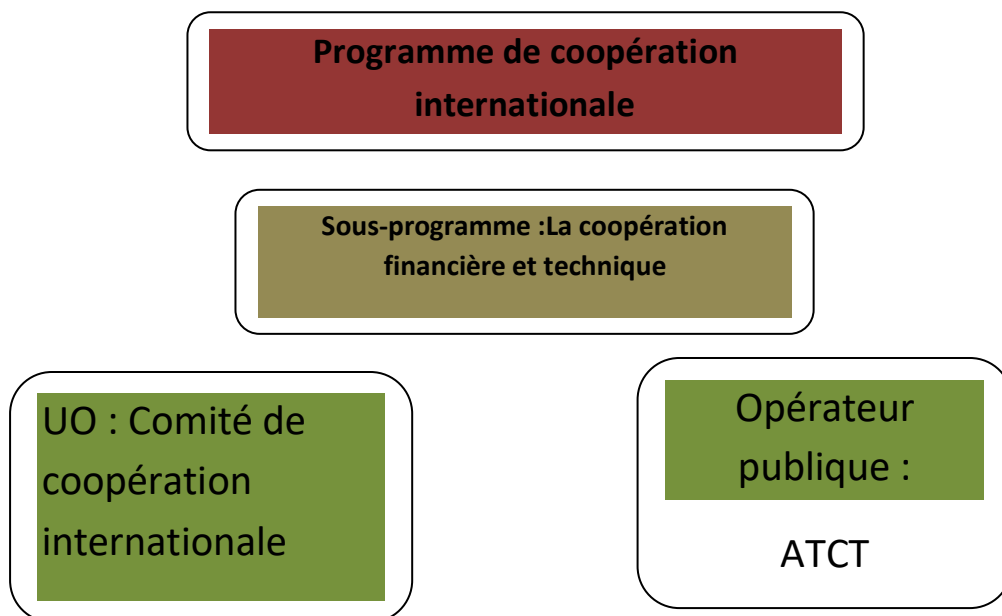 Programme de coopération
internationale
Sous-programme :La coopération
financière et technique
UO : Comité de
coopération
internationale
Opérateur
publique :
ATCT